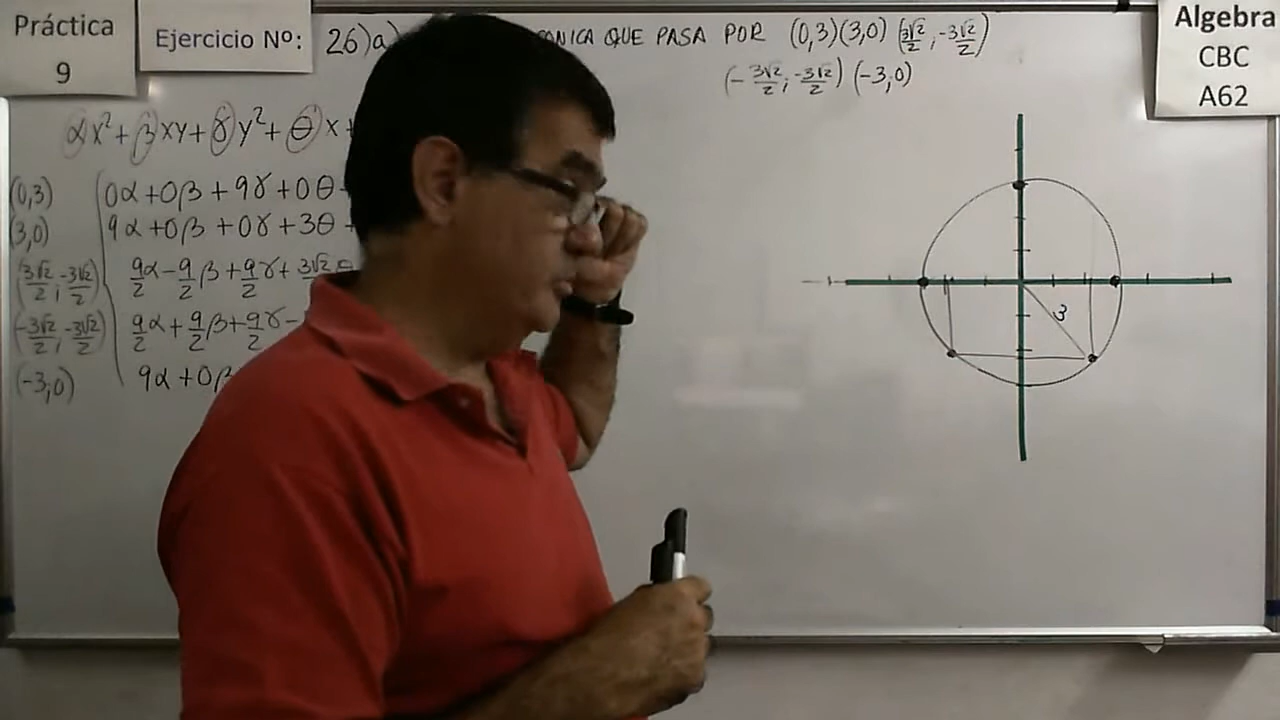 Práctica
9
Ejercicio Nº:
26)a)
QUE PASA POR (0,3)(3,0)(3√2/2;-3√2/2)
(-3√2/2;-3√2/2)(-3,0)
Algebra
CBC
A62
αx²+βxy+γy²+θx+
(0,3) 0α+0β+9γ+0θ
(3,0) 9α+0β+0γ+3θ+
(3√2/2;-3√2/2) 9/2α-9/2β+9/2γ+3√2/2θ
(-3√2/2;-3√2/2) 9/2α+9/2β+9/2γ-
(-3;0) 9α+0β
3